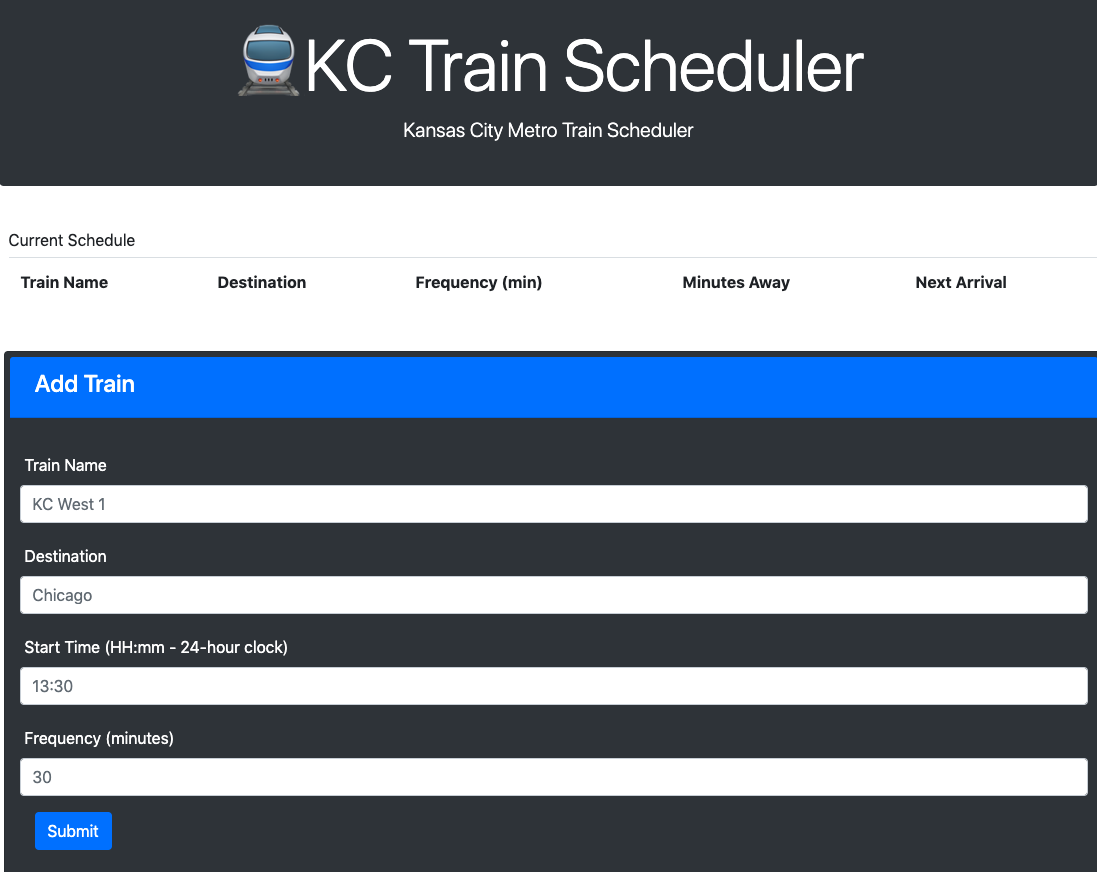 KC Train Scheduler
Kansas City Metro Train Scheduler
Current Schedule
Train Name Destination Frequency (min) Minutes Away Next Arrival
Add Train
Train Name
KC West 1
Destination
Chicago
Start Time (HH:mm - 24-hour clock)
13:30
Frequency (minutes)
30
Submit